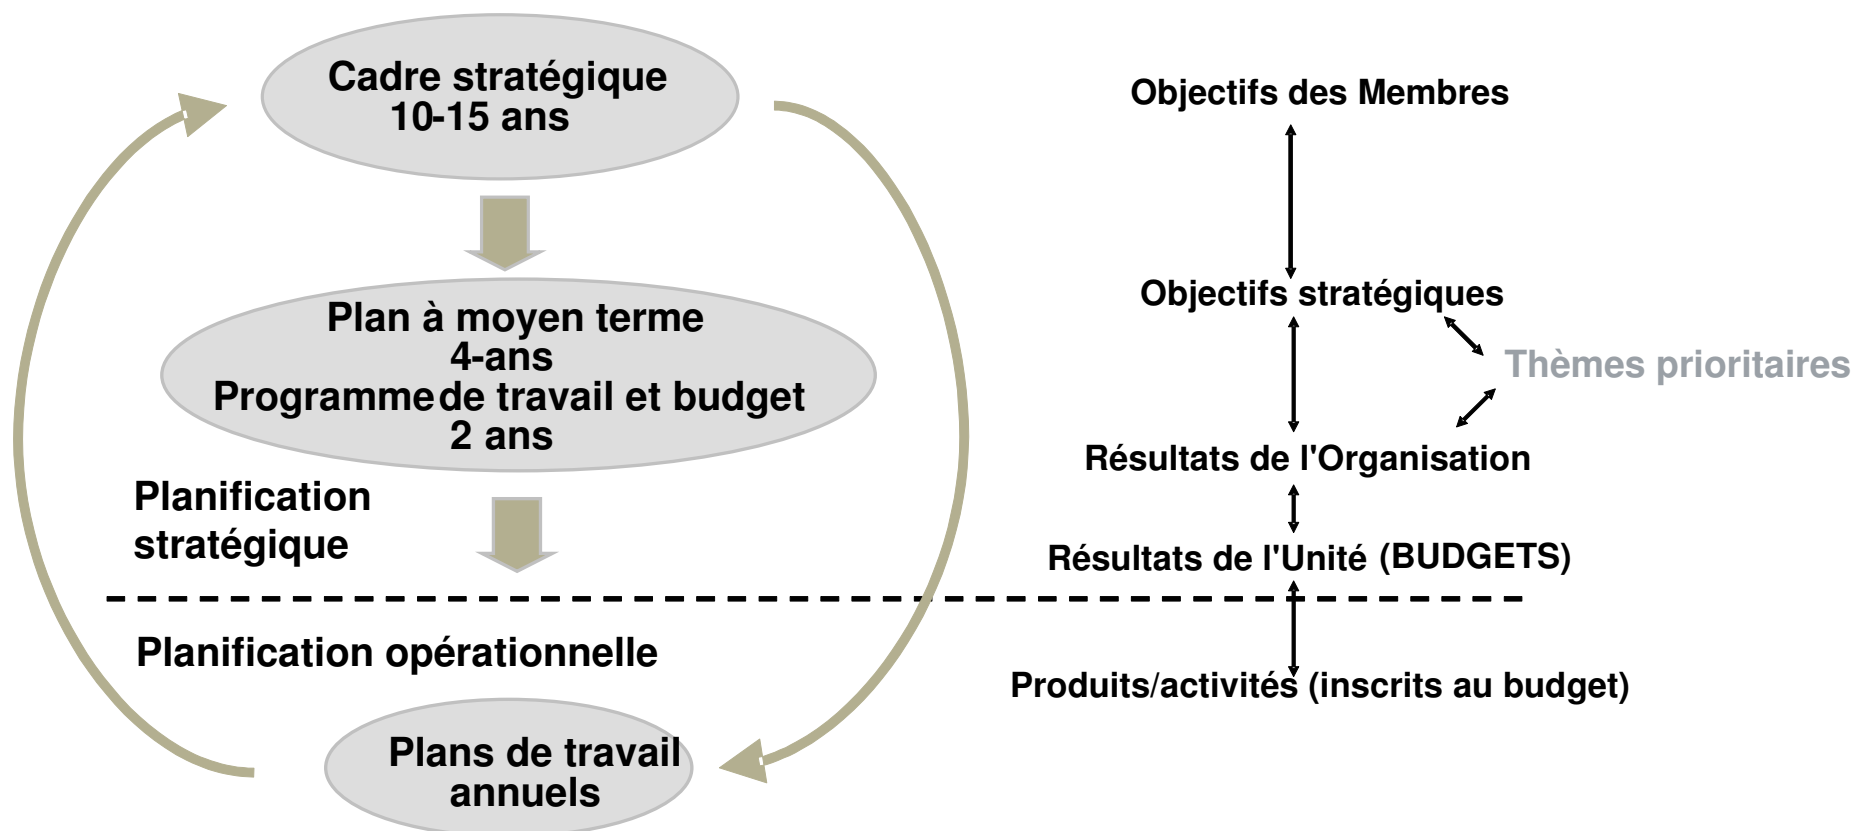 Cadre stratégique
10-15 ans
Plan à moyen terme
4-ans
Programme de travail et budget
2 ans
Planification
stratégique
Planification opérationnelle
Plans de travail
annuels
Objectifs des Membres
Objectifs stratégiques
Thèmes prioritaires
Résultats de l'Organisation
Résultats de l'Unité (BUDGETS)
Produits/activités (inscrits au budget)